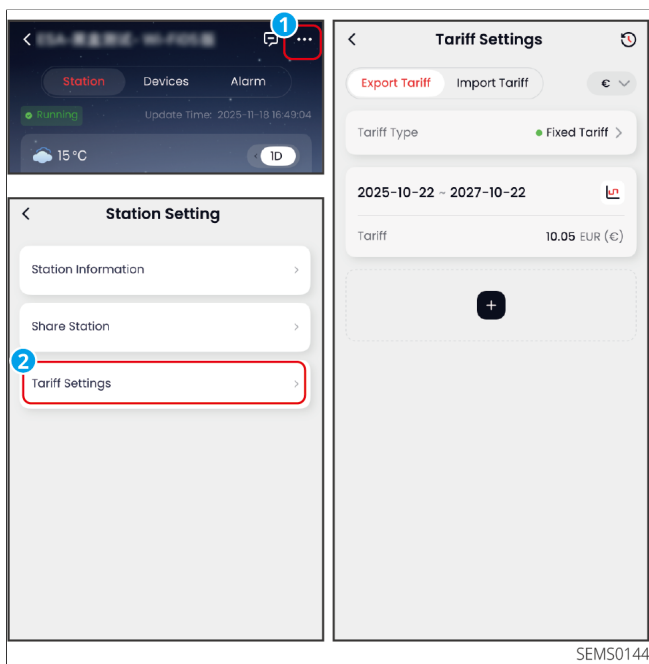 1
Station Devices Alarm
Running Update Time: 2025-11-18 16:49:04
15°C 1D
Station Setting
Station Information
Share Station
2
Tariff Settings
Tariff Settings
Export Tariff Import Tariff €
Tariff Type Fixed Tariff
2025-10-22 ~ 2027-10-22
Tariff 10.05 EUR (€)
+
SEMS0144